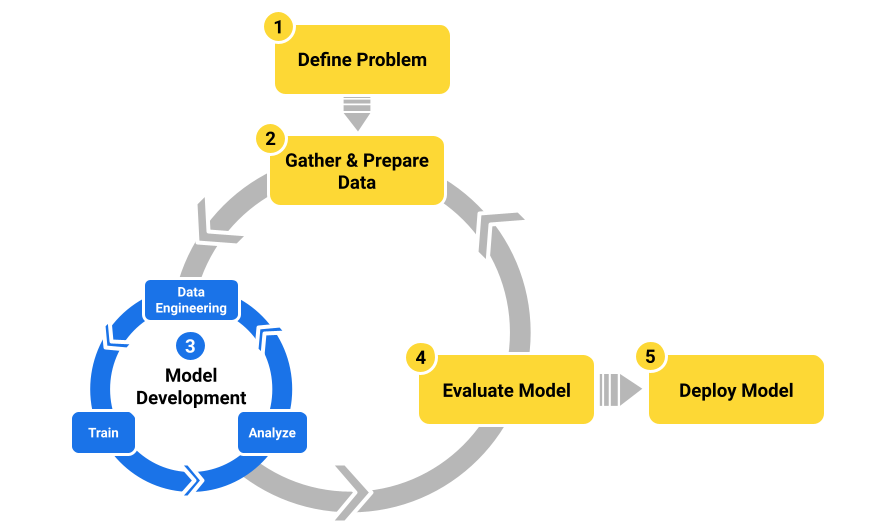 1
Define Problem
2
Gather & Prepare
Data
Data
Engineering
3
Model
Development
Train
Analyze
4
Evaluate Model
5
Deploy Model